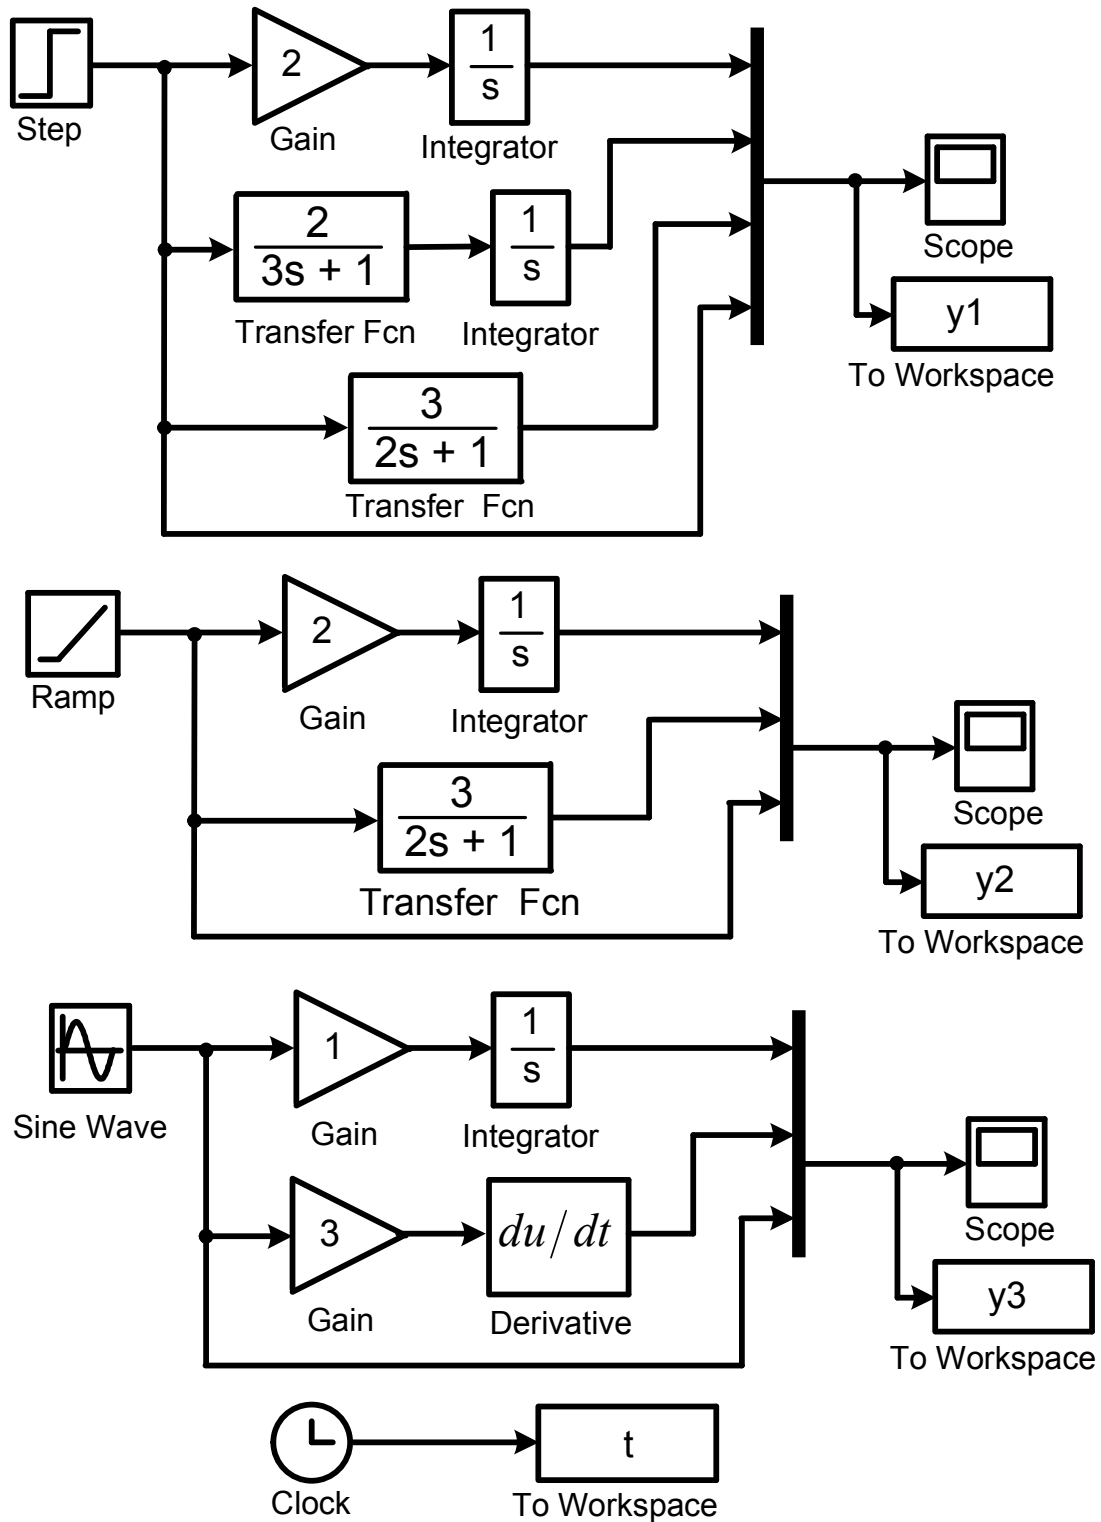 2
1
s
Step
Gain
Integrator
2
3s + 1
1
s
Scope
Transfer Fcn
Integrator
y1
To Workspace
3
2s + 1
Transfer Fcn
2
1
s
Ramp
Gain
Integrator
3
2s + 1
Scope
Transfer Fcn
y2
To Workspace
1
1
s
Sine Wave
Gain
Integrator
3
du/dt
Scope
Gain
Derivative
y3
To Workspace
t
Clock
To Workspace